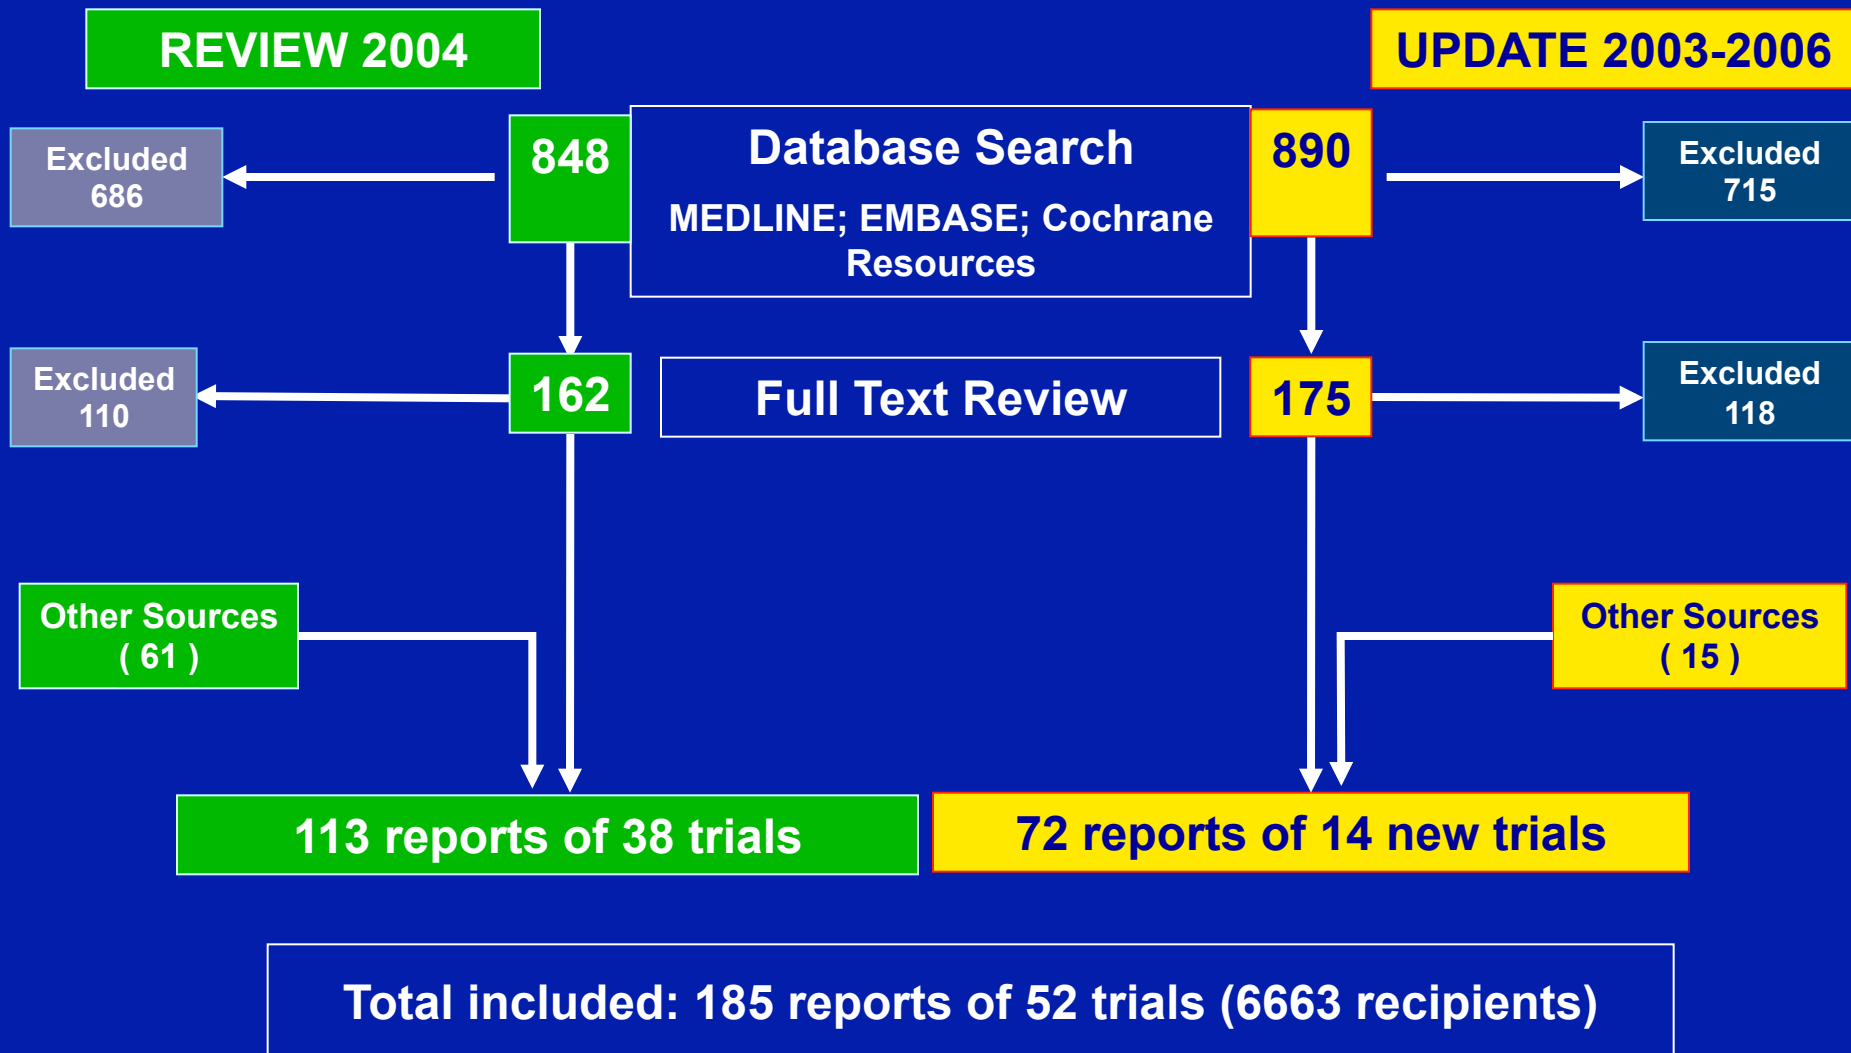 REVIEW 2004
UPDATE 2003-2006
Excluded
686
848
Database Search
MEDLINE; EMBASE; Cochrane
Resources
890
Excluded
715
Excluded
110
162
Full Text Review
175
Excluded
118
Other Sources
( 61 )
Other Sources
( 15 )
113 reports of 38 trials
72 reports of 14 new trials
Total included: 185 reports of 52 trials (6663 recipients)